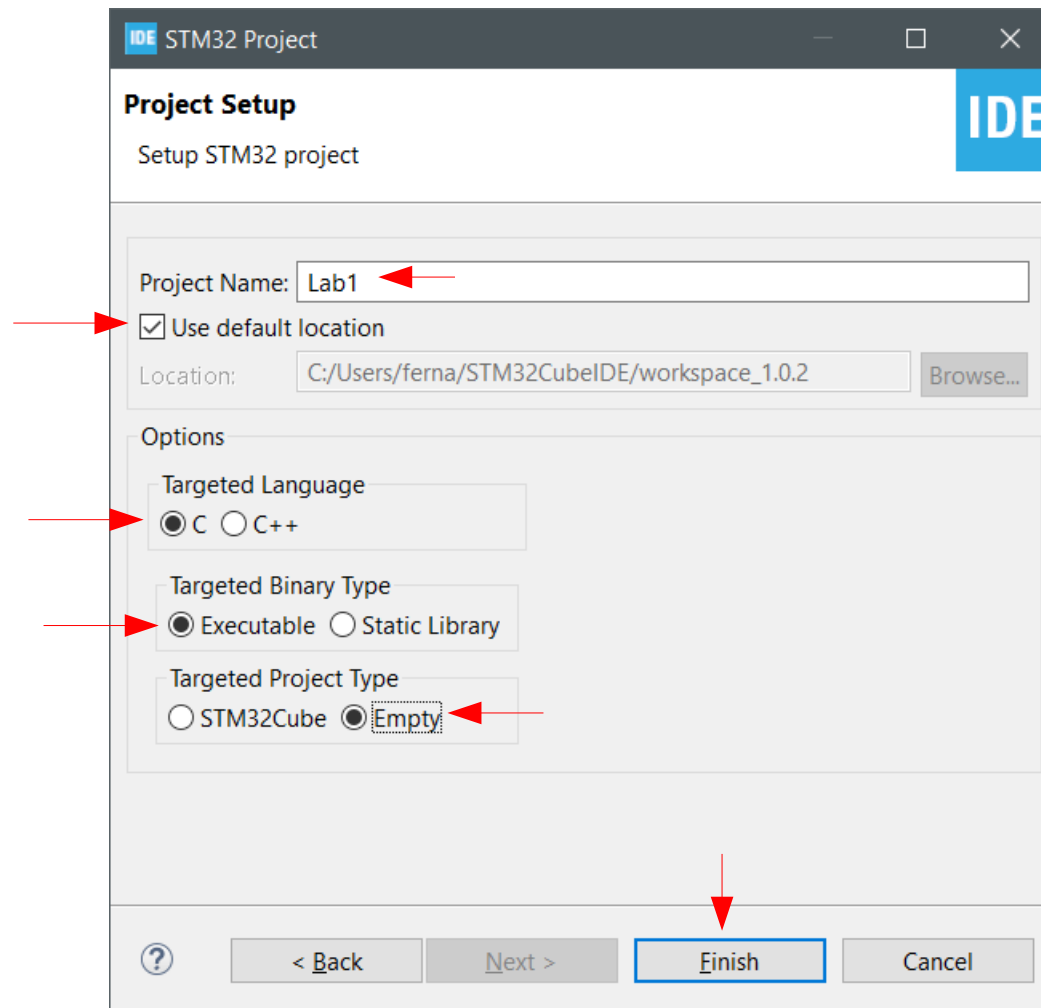 IDE STM32 Project
Project Setup
IDE
Setup STM32 project
Project Name: Lab1
Use default location
Location: C:/Users/ferna/STM32CubeIDE/workspace_1.0.2 Browse...
Options
Targeted Language
C C++
Targeted Binary Type
Executable Static Library
Targeted Project Type
STM32Cube Empty
? < Back Next > Finish Cancel